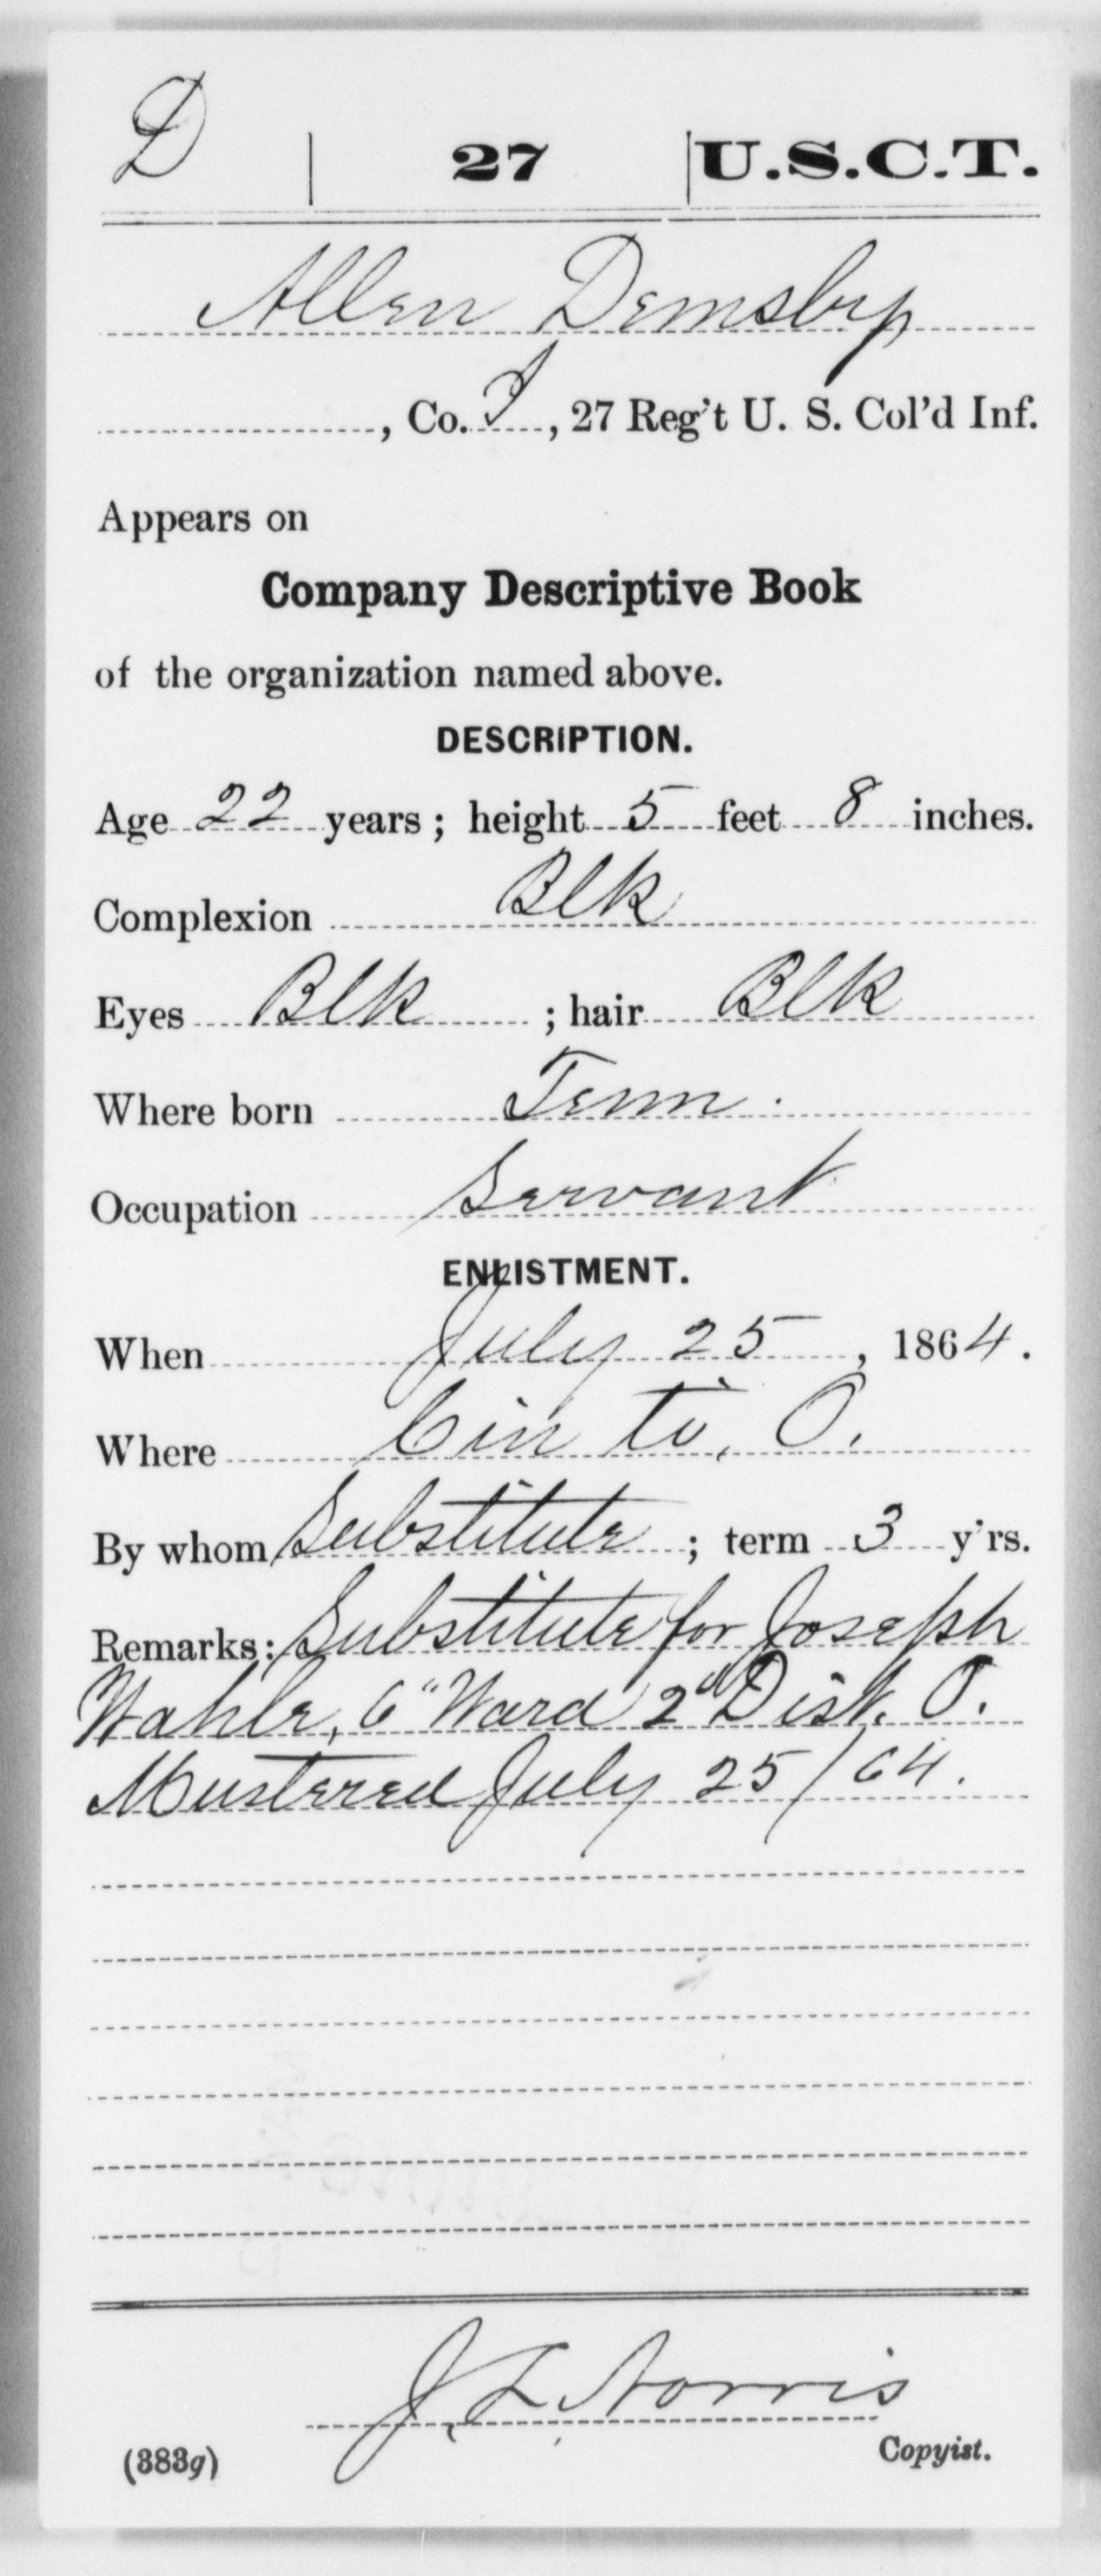 D | 27 | U.S.C.T.
Allen Demsby
, Co. I, 27 Reg't U. S. Col'd Inf.
Appears on
Company Descriptive Book
of the organization named above.
DESCRIPTION.
Age 22 years; height 5 feet 8 inches.
Complexion Blk
Eyes Blk ; hair Blk
Where born Tenn.
Occupation Servant
ENLISTMENT.
When July 25, 1864.
Where Cin ti, O.
By whom Substitute ; term 3 y'rs.
Remarks: Substitute for Joseph
Wahle, 6" Ward 2d Dist. O.
Mustered July 25/64.
J. L. Norris
(383g) Copyist.